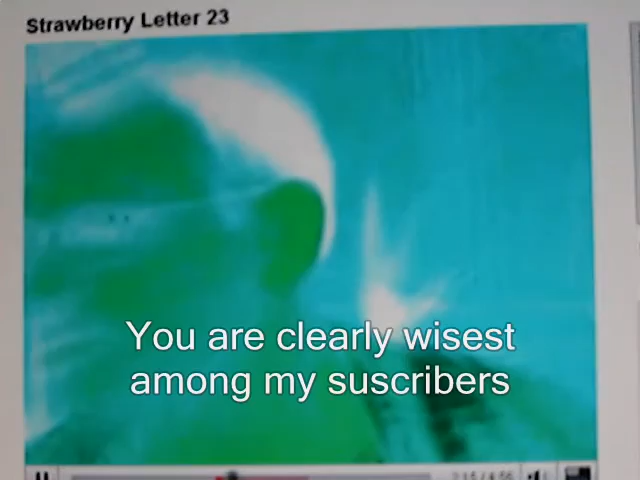 Strawberry Letter 23
You are clearly wisest
among my suscribers